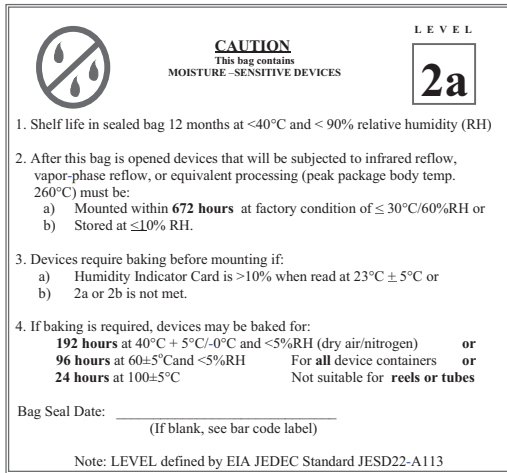 LEVEL
CAUTION
This bag contains
MOISTURE –SENSITIVE DEVICES
2a
1. Shelf life in sealed bag 12 months at <40°C and < 90% relative humidity (RH)
2. After this bag is opened devices that will be subjected to infrared reflow,
vapor-phase reflow, or equivalent processing (peak package body temp.
260°C) must be:
a) Mounted within 672 hours at factory condition of ≤ 30°C/60%RH or
b) Stored at ≤10% RH.
3. Devices require baking before mounting if:
a) Humidity Indicator Card is >10% when read at 23°C ± 5°C or
b) 2a or 2b is not met.
4. If baking is required, devices may be baked for:
192 hours at 40°C + 5°C/-0°C and <5%RH (dry air/nitrogen) or
96 hours at 60±5°Cand <5%RH For all device containers or
24 hours at 100±5°C Not suitable for reels or tubes
Bag Seal Date: ______________________________
(If blank, see bar code label)
Note: LEVEL defined by EIA JEDEC Standard JESD22-A113